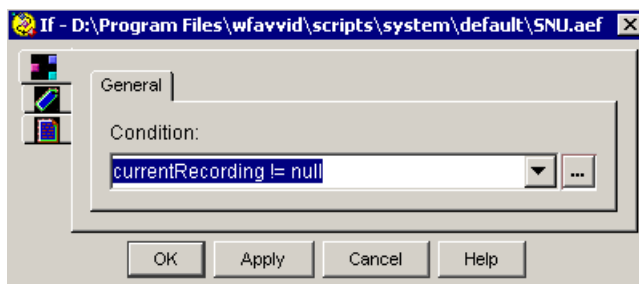 If - D:\Program Files\wfavvid\scripts\system\default\SNU.aef
General
Condition:
currentRecording != null
...
OK Apply Cancel Help